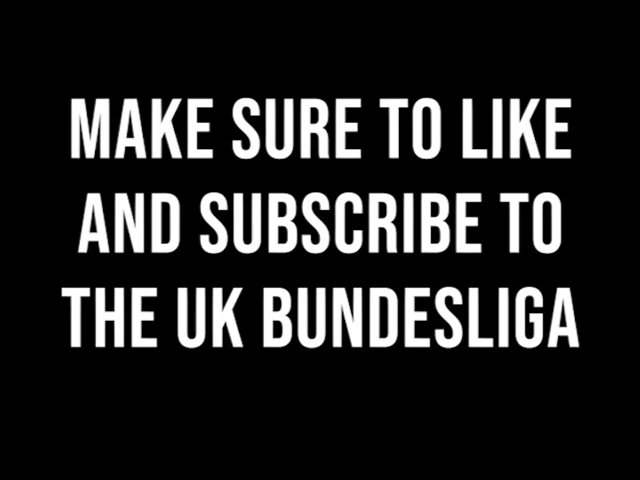 MAKE SURE TO LIKE
AND SUBSCRIBE TO
THE UK BUNDESLIGA